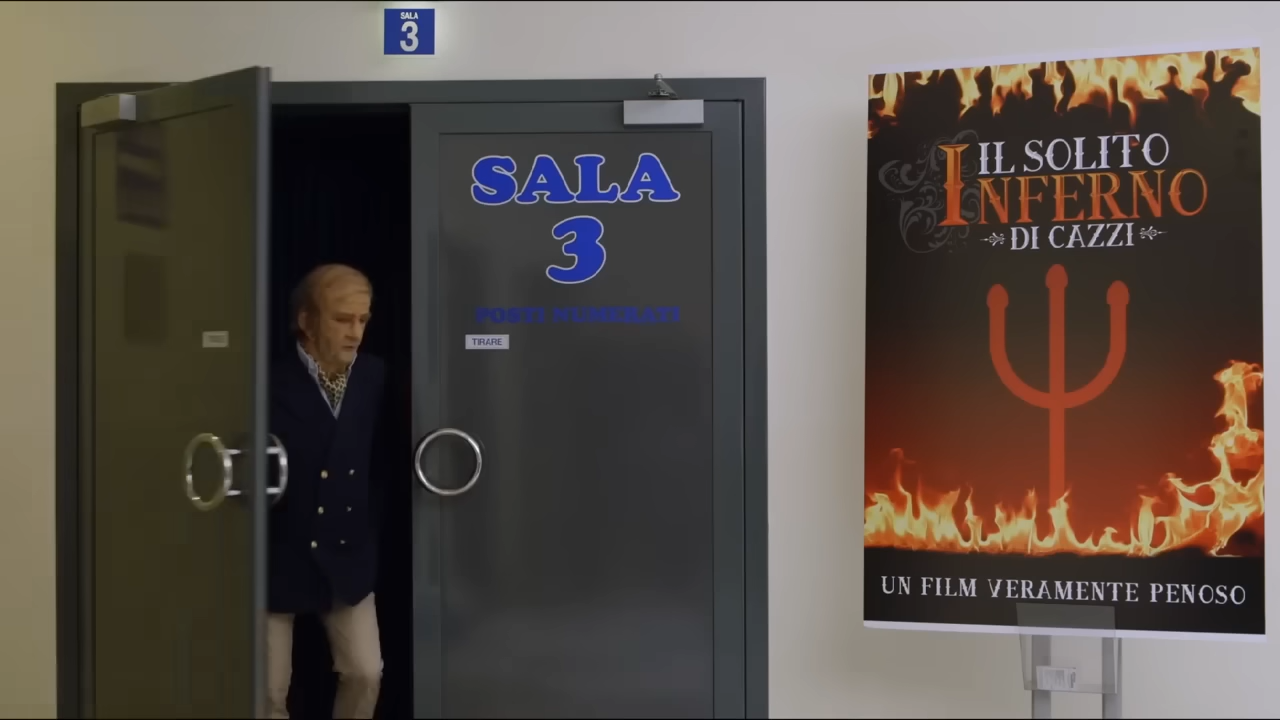 SALA
3
SALA
3
POSTI NUMERATI
TIRARE
IL SOLITO
INFERNO
DI CAZZI
UN FILM VERAMENTE PENOSO